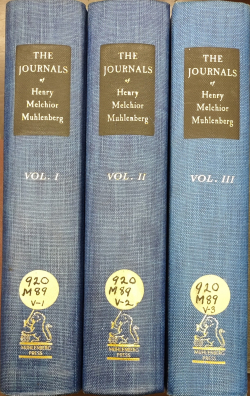 THE
JOURNALS
of
Henry
Melchior
Muhlenberg
VOL. I
920
M89
V-1
MUHLENBERG
PRESS
THE
JOURNALS
of
Henry
Melchior
Muhlenberg
VOL. II
920
M89
V-2
MUHLENBERG
PRESS
THE
JOURNALS
of
Henry
Melchior
Muhlenberg
VOL. III
920
M89
V-3
MUHLENBERG
PRESS